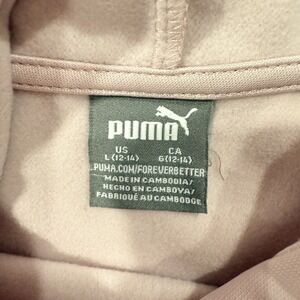 PUMA
US CA
L (12-14) G (12-14)
PUMA.COM/FOREVERBETTER
MADE IN CAMBODIA/
HECHO EN CAMBOYA/
FABRIQUÉ AU CAMBODGE